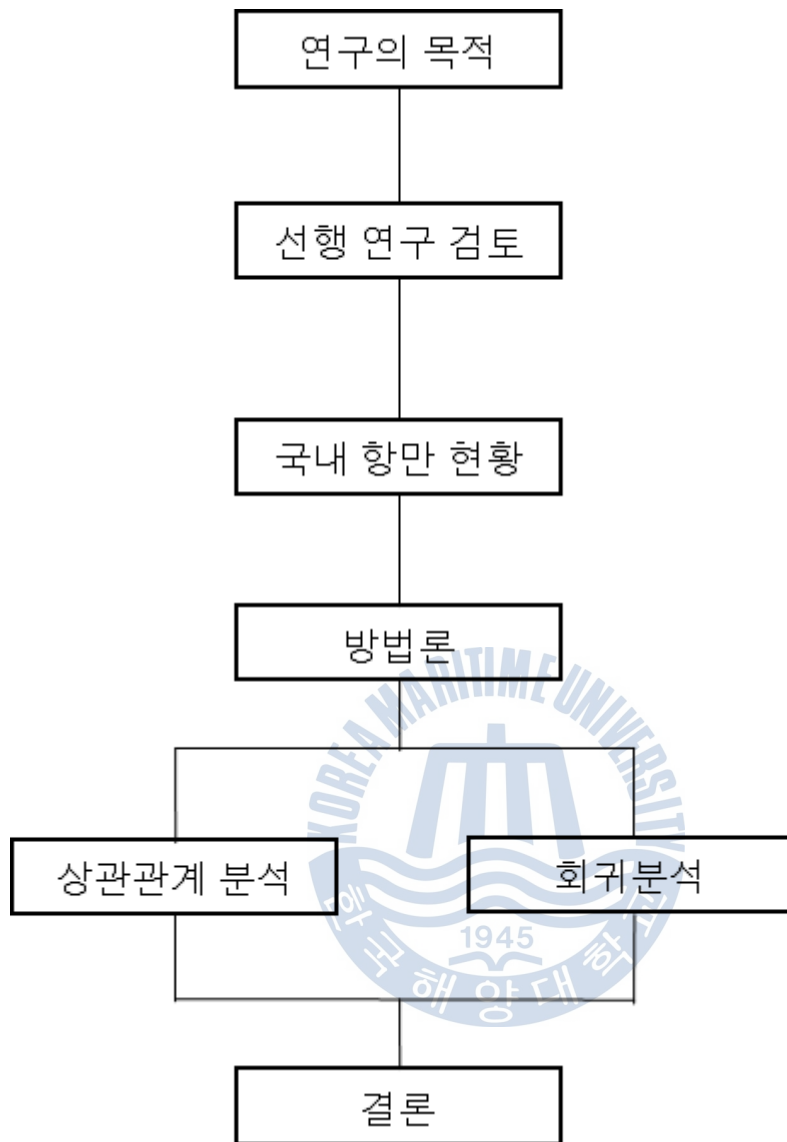 연구의 목적
선행 연구 검토
국내 항만 현황
방법론
KOREA MARITIME UNIVERSITY
상관관계 분석
회귀분석
1945
한국해양대학교
결론